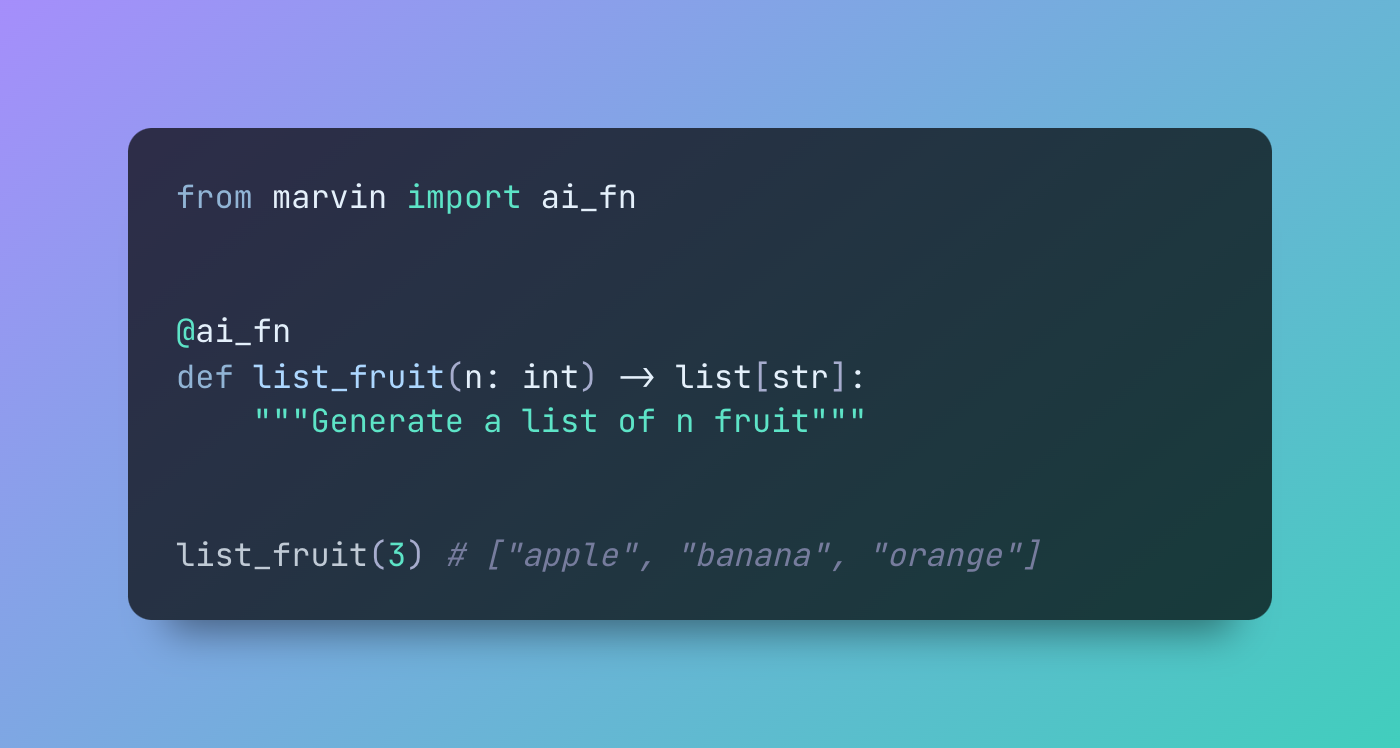 from marvin import ai_fn
@ai_fn
def list_fruit(n: int) -> list[str]:
    """Generate a list of n fruit"""
list_fruit(3) # ["apple", "banana", "orange"]